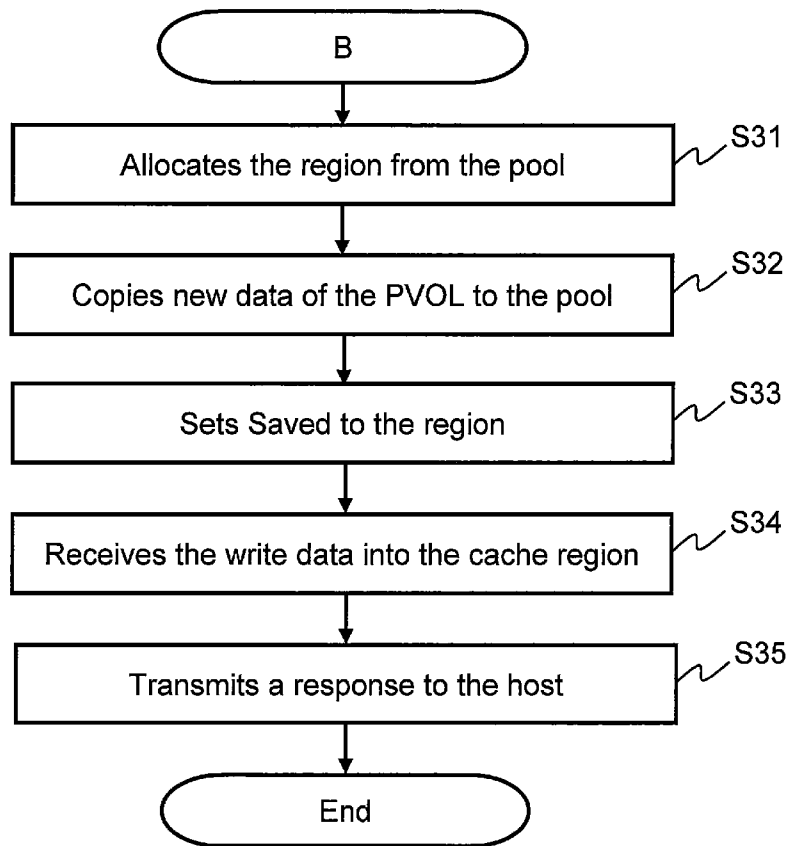 B
Allocates the region from the pool
S31
Copies new data of the PVOL to the pool
S32
Sets Saved to the region
S33
Receives the write data into the cache region
S34
Transmits a response to the host
S35
End